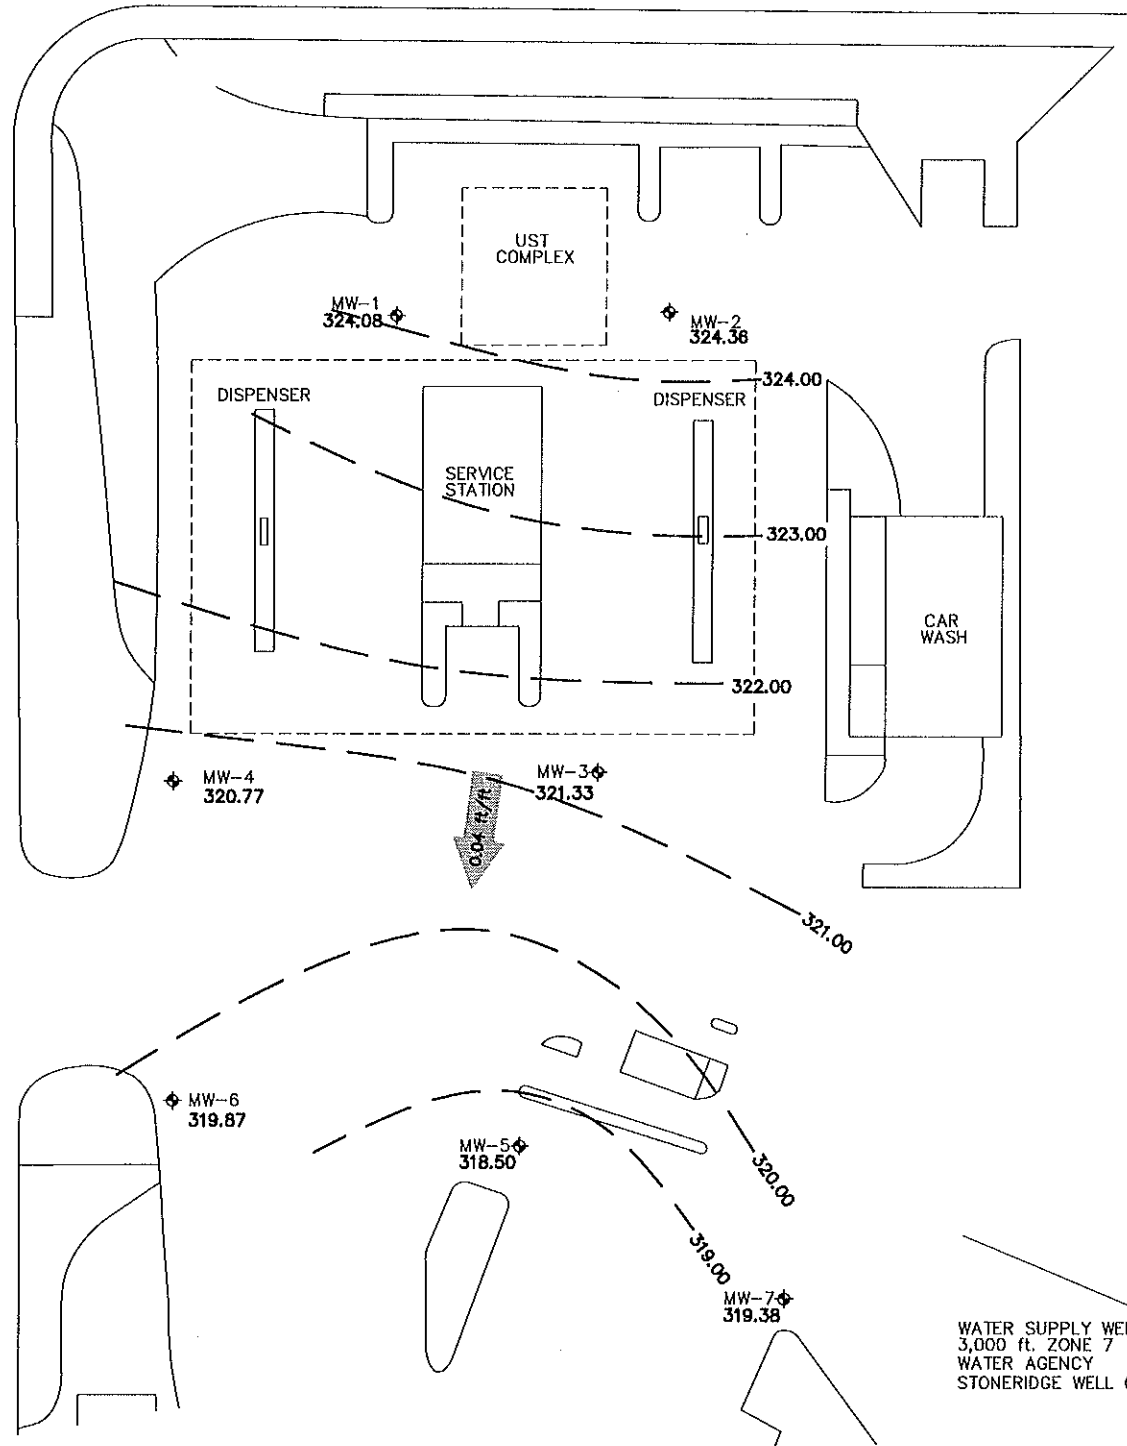 UST
COMPLEX
MW-1
324.08
MW-2
324.36
324.00
DISPENSER
DISPENSER
SERVICE
STATION
323.00
CAR
WASH
322.00
MW-4
320.77
MW-3
321.33
0.04 ft/ft
321.00
MW-6
319.87
MW-5
318.50
320.00
319.00
MW-7
319.38
WATER SUPPLY
3,000 ft. ZONE 7
WATER AGENCY
STONERIDGE WELL